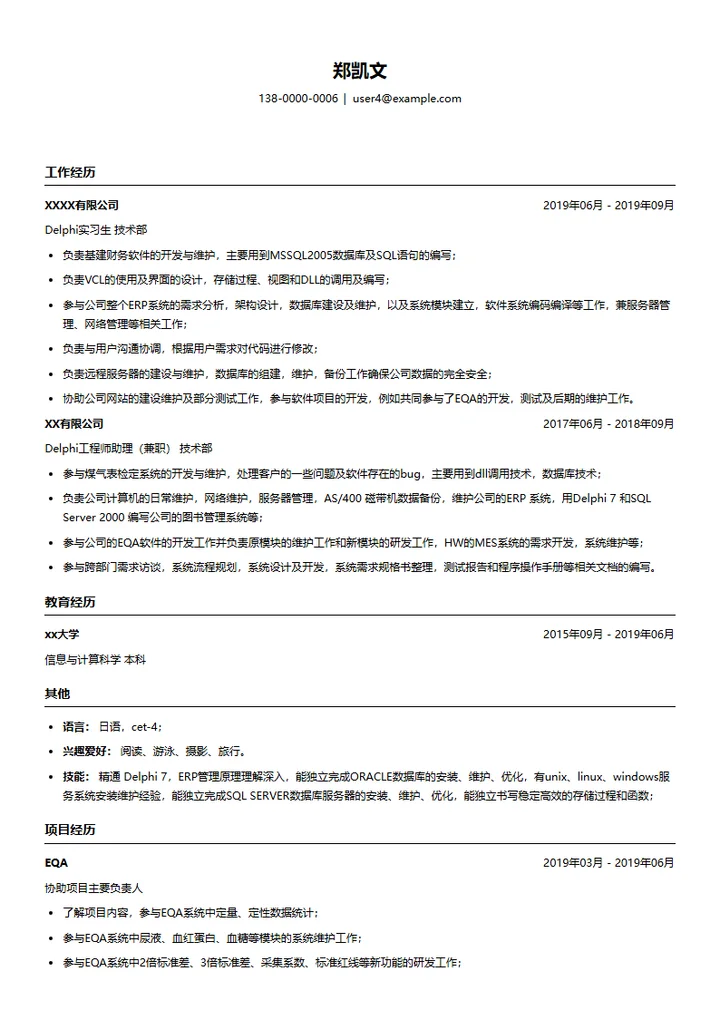 郑凯文
138-0000-0006 | user4@example.com
工作经历
XXXX有限公司 2019年06月 - 2019年09月
Delphi实习生 技术部
• 负责基建财务软件的开发与维护，主要用到MSSQL2005数据库及SQL语句的编写；
• 负责VCL的使用及界面的设计，存储过程、视图和DLL的调用及编写；
• 参与公司整个ERP系统的需求分析，架构设计，数据库建设及维护，以及系统模块建立，软件系统编码编译等工作，兼服务器管
理、网络管理等相关工作；
• 负责与用户沟通协调，根据用户需求对代码进行修改；
• 负责远程服务器的建设与维护，数据库的组建，维护，备份工作确保公司数据的完全安全；
• 协助公司网站的建设维护及部分测试工作，参与软件项目的开发，例如共同参与了EQA的开发，测试及后期的维护工作。
XX有限公司 2017年06月 - 2018年09月
Delphi工程师助理（兼职） 技术部
• 参与煤气表检定系统的开发与维护，处理客户的一些问题及软件存在的bug，主要用到dll调用技术，数据库技术；
• 负责公司计算机的日常维护，网络维护，服务器管理，AS/400 磁带机数据备份，维护公司的ERP 系统，用Delphi 7 和SQL
Server 2000 编写公司的图书管理系统等；
• 参与公司的EQA软件的开发工作并负责原模块的维护工作和新模块的研发工作，HW的MES系统的需求开发，系统维护等；
• 参与跨部门需求访谈，系统流程规划，系统设计及开发，系统需求规格书整理，测试报告和程序操作手册等相关文档的编写。
教育经历
xx大学 2015年09月 - 2019年06月
信息与计算科学 本科
其他
• 语言： 日语，cet-4；
• 兴趣爱好： 阅读、游泳、摄影、旅行。
• 技能： 精通 Delphi 7，ERP管理原理理解深入，能独立完成ORACLE数据库的安装、维护、优化，有unix、linux、windows服
务系统安装维护经验，能独立完成SQL SERVER数据库服务器的安装、维护、优化，能独立书写稳定高效的存储过程和函数；
项目经历
EQA 2019年03月 - 2019年06月
协助项目主要负责人
• 了解项目内容，参与EQA系统中定量、定性数据统计；
• 参与EQA系统中尿液、血红蛋白、血糖等模块的系统维护工作；
• 参与EQA系统中2倍标准差、3倍标准差、采集系数、标准红线等新功能的研发工作；